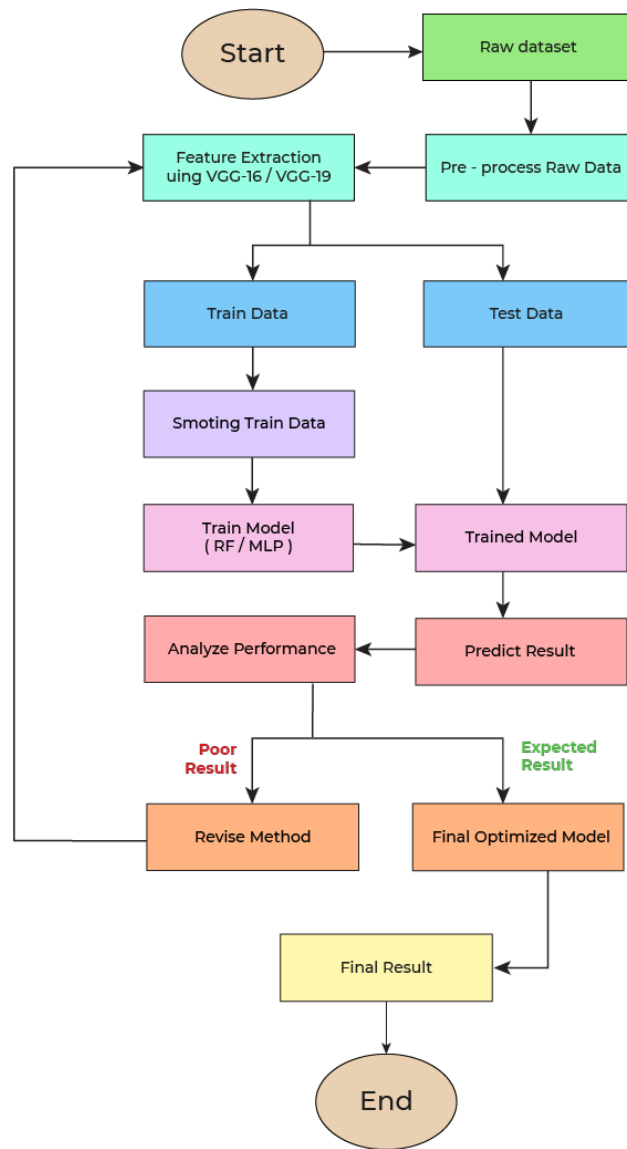 Start
Raw dataset
Pre - process Raw Data
Feature Extraction
uing VGG-16 / VGG-19
Train Data
Test Data
Smoting Train Data
Train Model
( RF / MLP )
Trained Model
Predict Result
Analyze Performance
Poor
Result
Expected
Result
Revise Method
Final Optimized Model
Final Result
End